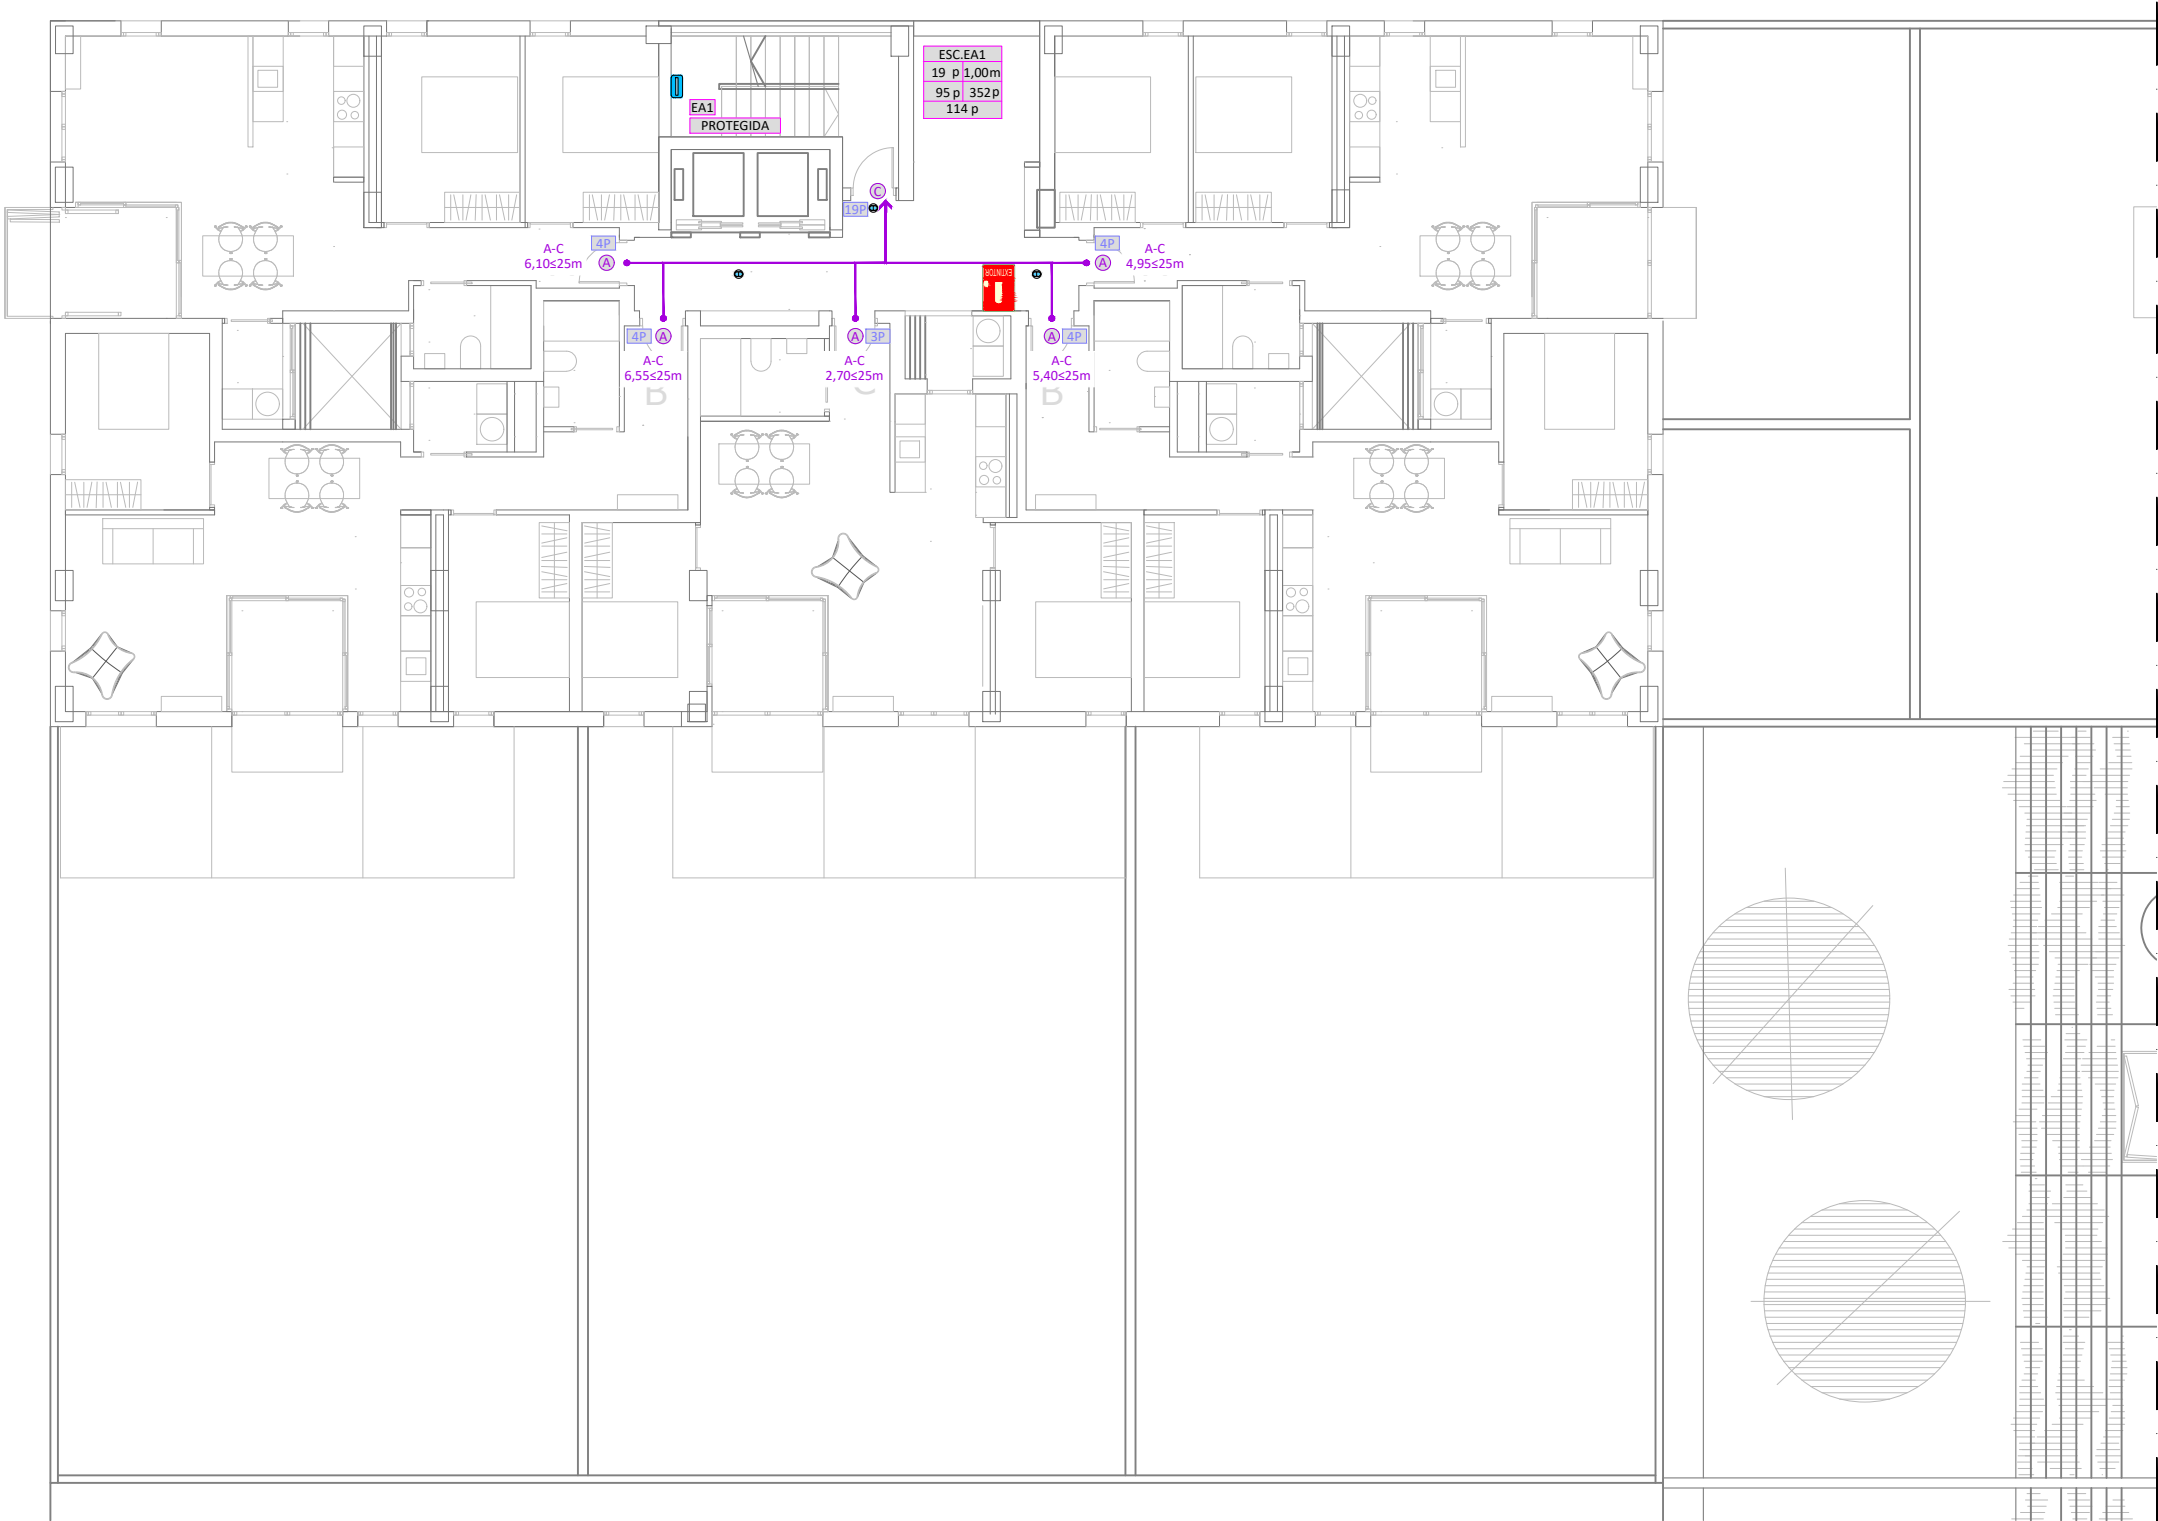 ESC.EA1
19 p 1,00m
95 p 352p
114 p
EA1
PROTEGIDA
C
19P
4P
A-C
6,10≤25m
A
4P
A
A-C
4,95≤25m
EXTINTOR
4P
A
A-C
6,55≤25m
B
A
3P
A-C
2,70≤25m
C
A
4P
A-C
5,40≤25m
B